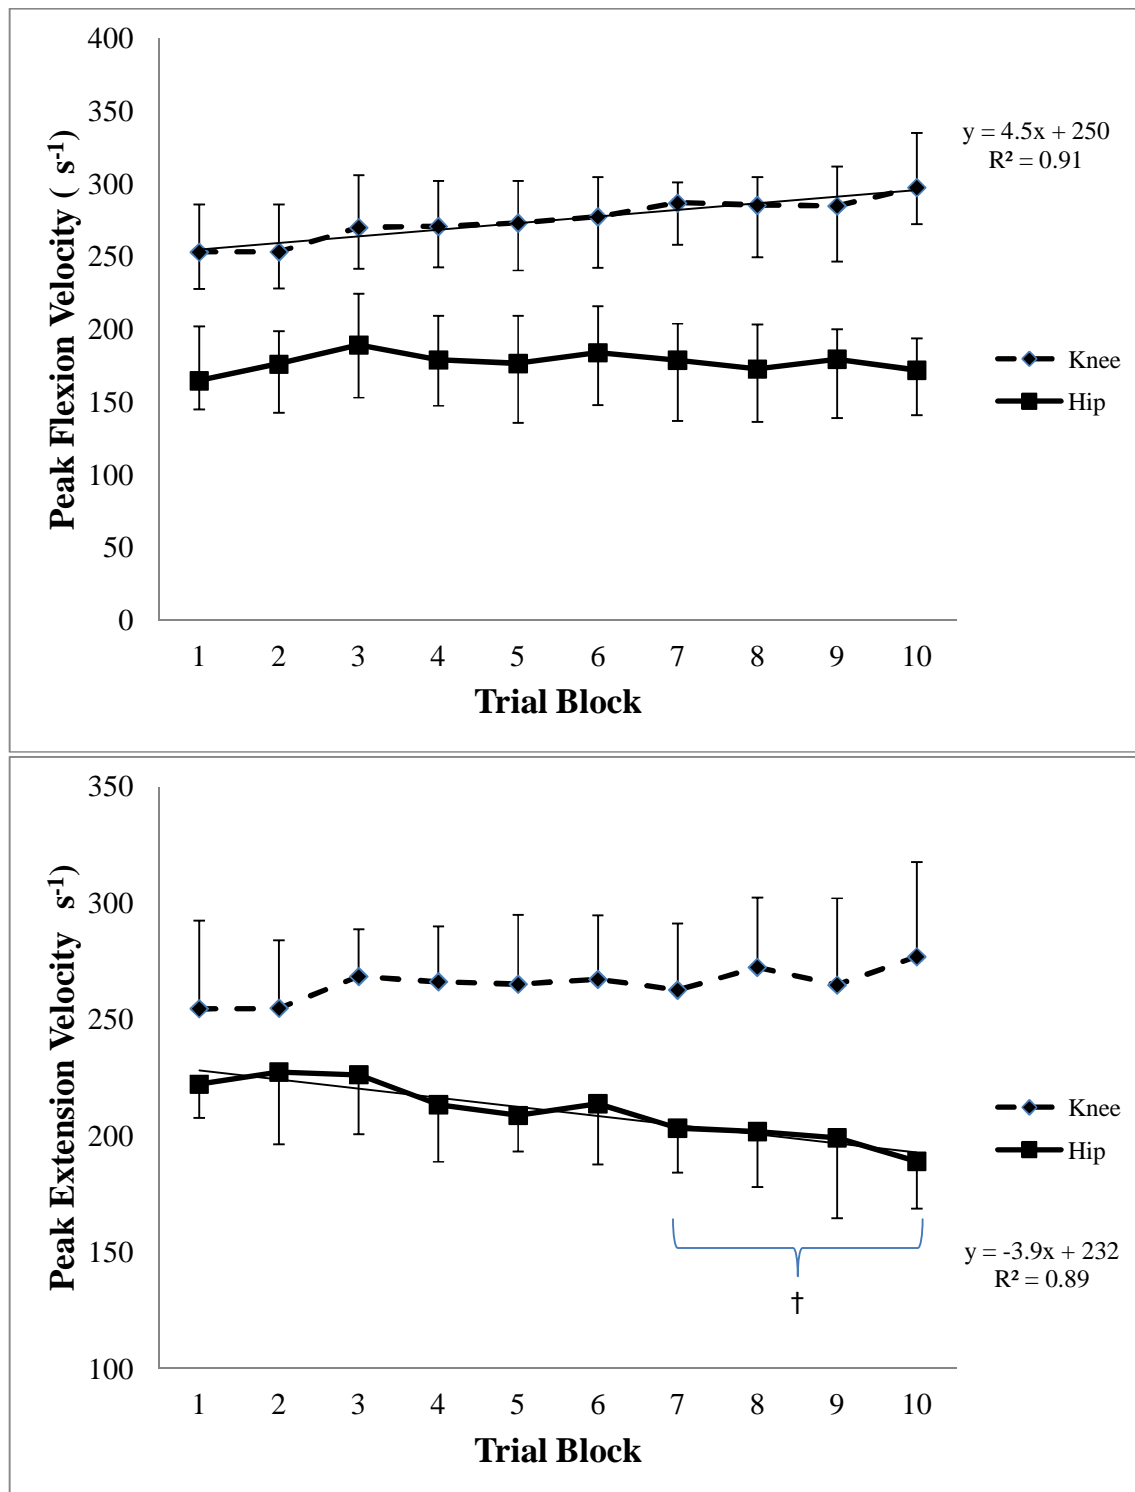 400
350
300
250
200
150
100
50
0
Peak Flexion Velocity ( s-1)
y = 4.5x + 250
R² = 0.91
Knee
Hip
1 2 3 4 5 6 7 8 9 10
Trial Block
350
300
250
200
150
100
Peak Extension Velocity s-1)
Knee
Hip
y = -3.9x + 232
R² = 0.89
†
1 2 3 4 5 6 7 8 9 10
Trial Block